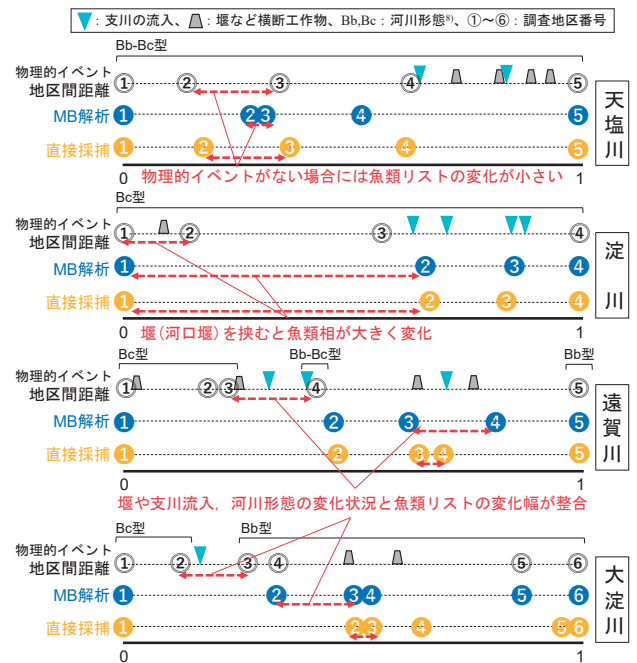 ▼：支川の流入、：堰など横断工作物、Bb,Bc：河川形態⁸⁾、①～⑥：調査地区番号
Bb-Bc型
物理的イベント
地区間距離 ① ② ③ ④ ⑤
MB解析 1 2 3 4 5
直接採捕 1 2 3 4 5
天塩川
0 1
物理的イベントがない場合には魚類リストの変化が小さい
Bc型
物理的イベント
地区間距離 ① ② ③ ④
MB解析 1 2 3 4
直接採捕 1 2 3 4
淀川
0 1
堰（河口堰）を挟むと魚類相が大きく変化
Bc型 Bb-Bc型 Bb型
物理的イベント
地区間距離 ① ② ③ ④ ⑤
MB解析 1 2 3 4 5
直接採捕 1 2 3 4 5
遠賀川
0 1
堰や支川流入，河川形態の変化状況と魚類リストの変化幅が整合
Bc型 Bb型
物理的イベント
地区間距離 ① ② ③ ④ ⑤ ⑥
MB解析 1 2 3 4 5 6
直接採捕 1 2 3 4 5 6
大淀川
0 1